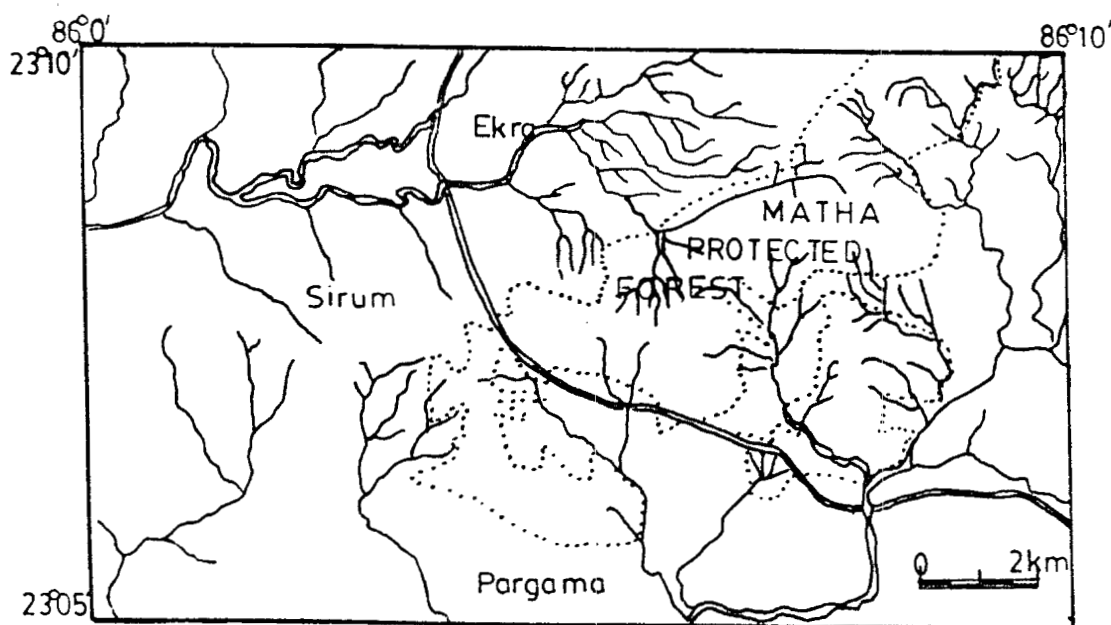 86°0'
86°10'
23°10'
Ekra
MATHA
PROTECTED
FOREST
Sirum
Pargama
0 2km
23°05'